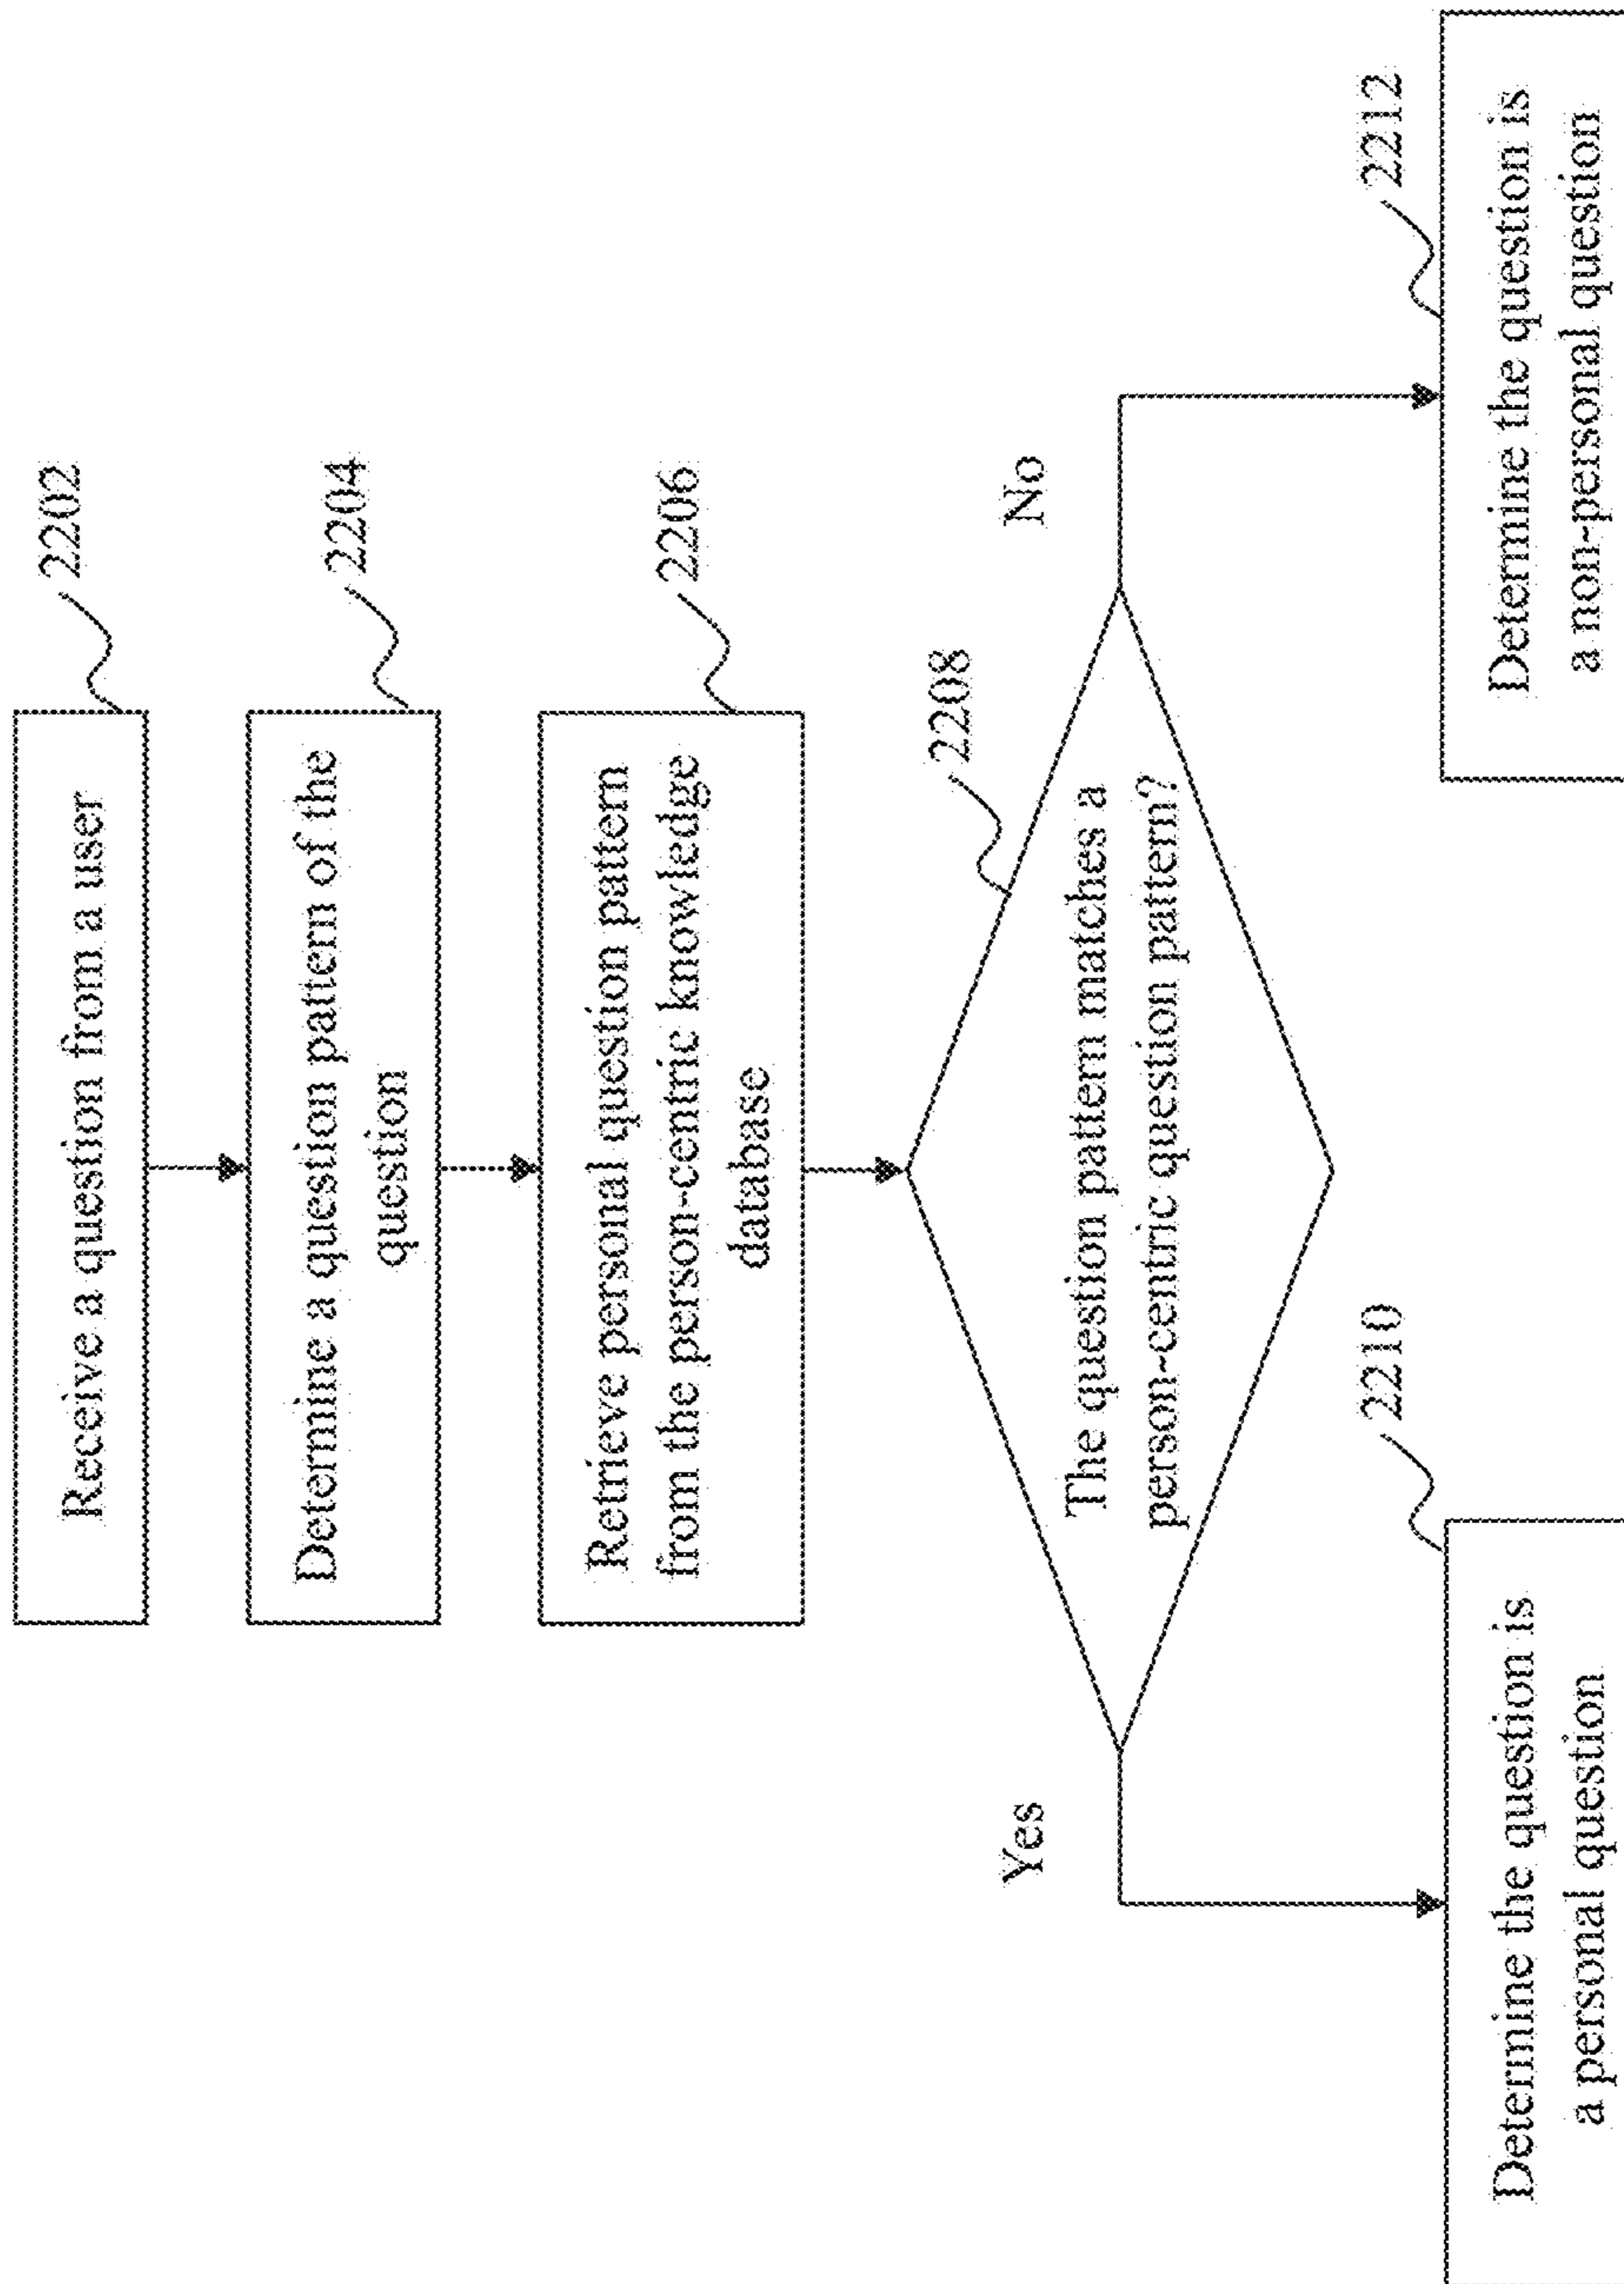 Receive a question from a user
2202
Determine a question pattern of the
question
2204
Retrieve personal question pattern
from the person-centric knowledge
database
2206
The question pattern matches a
person-centric question pattern?
2208
Yes
No
Determine the question is
a personal question
2210
Determine the question is
a non-personal question
2212